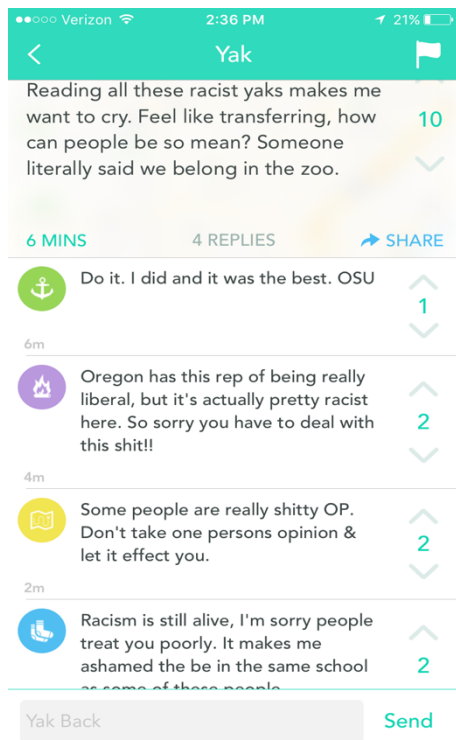 Verizon 2:36 PM 21%
Yak
Reading all these racist yaks makes me
want to cry. Feel like transferring, how
can people be so mean? Someone
literally said we belong in the zoo.
10
6 MINS 4 REPLIES SHARE
Do it. I did and it was the best. OSU
1
6m
Oregon has this rep of being really
liberal, but it's actually pretty racist
here. So sorry you have to deal with
this shit!!
2
4m
Some people are really shitty OP.
Don't take one persons opinion &
let it effect you.
2
2m
Racism is still alive, I'm sorry people
treat you poorly. It makes me
ashamed the be in the same school
as some of these people
2
Yak Back Send